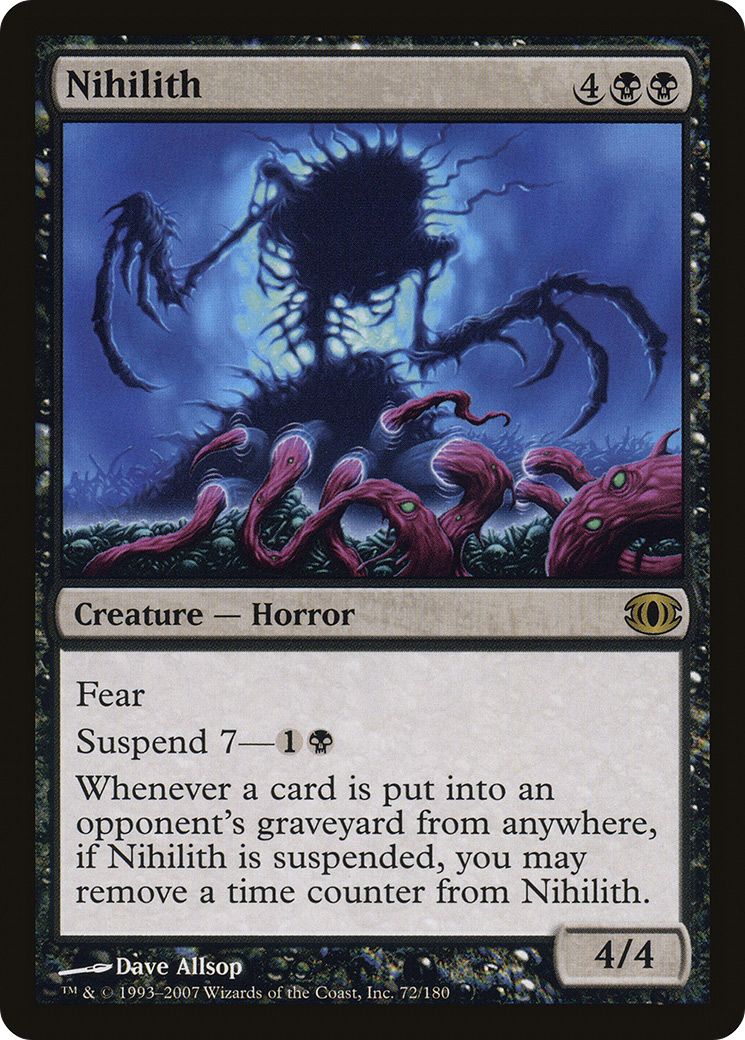 Nihilith 4
Creature — Horror
Fear
Suspend 7—1
Whenever a card is put into an
opponent's graveyard from anywhere,
if Nihilith is suspended, you may
remove a time counter from Nihilith.
4/4
Dave Allsop
™ & © 1993–2007 Wizards of the Coast, Inc. 72/180